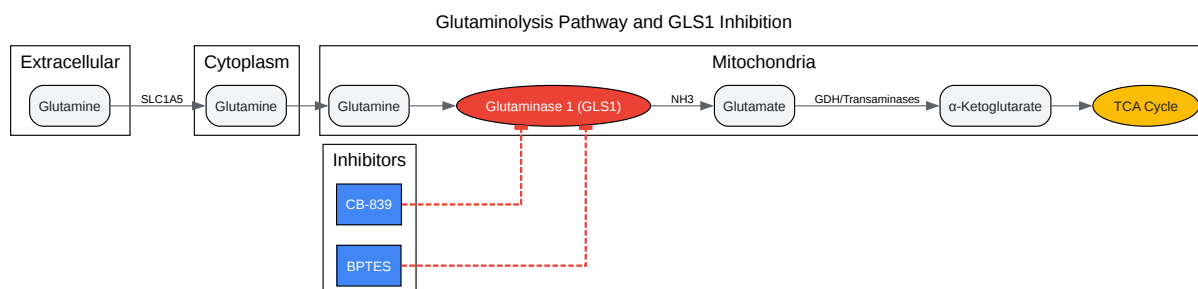 Glutaminolysis Pathway and GLS1 Inhibition
Extracellular
Cytoplasm
Mitochondria
Glutamine
SLC1A5
Glutamine
Glutamine
Glutaminase 1 (GLS1)
NH3
Glutamate
GDH/Transaminases
α-Ketoglutarate
TCA Cycle
Inhibitors
CB-839
BPTES